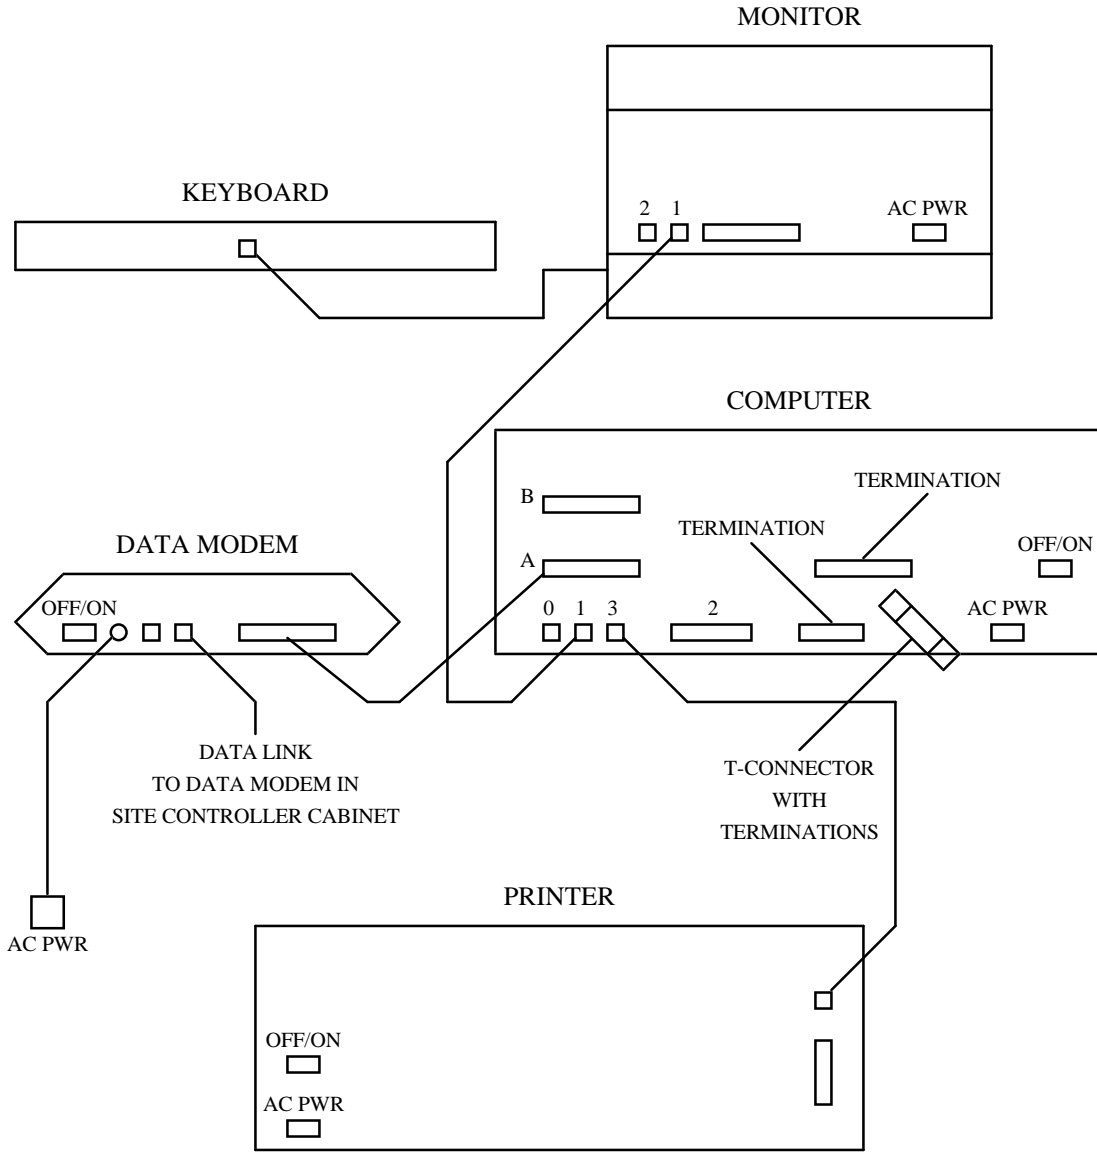 MONITOR
KEYBOARD
2 1 AC PWR
COMPUTER
TERMINATION
B
TERMINATION
DATA MODEM
A
OFF/ON
OFF/ON
0 1 3 2
AC PWR
DATA LINK
TO DATA MODEM IN
SITE CONTROLLER CABINET
T-CONNECTOR
WITH
TERMINATIONS
PRINTER
AC PWR
OFF/ON
AC PWR